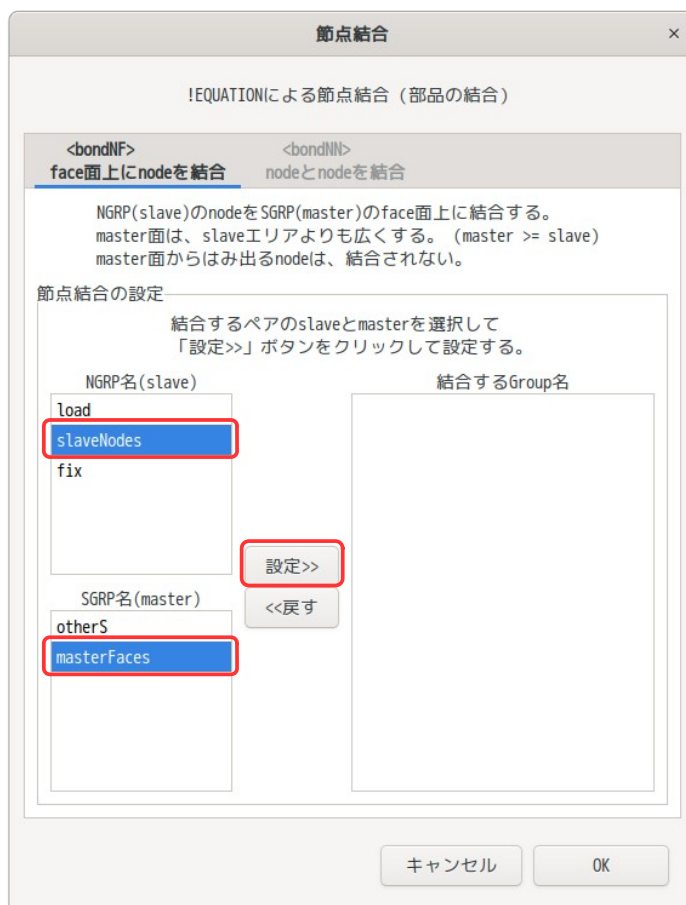 節点結合
×
!EQUATIONによる節点結合 (部品の結合)
<bondNF>
face面上にnodeを結合
<bondNN>
nodeとnodeを結合
NGRP(slave)のnodeをSGRP(master)のface面上に結合する。
master面は、slaveエリアよりも広くする。 (master >= slave)
master面からはみ出るnodeは、結合されない。
節点結合の設定
結合するペアのslaveとmasterを選択して
「設定>>」ボタンをクリックして設定する。
NGRP名(slave)
load
slaveNodes
fix
設定>>
<<戻す
SGRP名(master)
otherS
masterFaces
結合するGroup名
キャンセル
OK